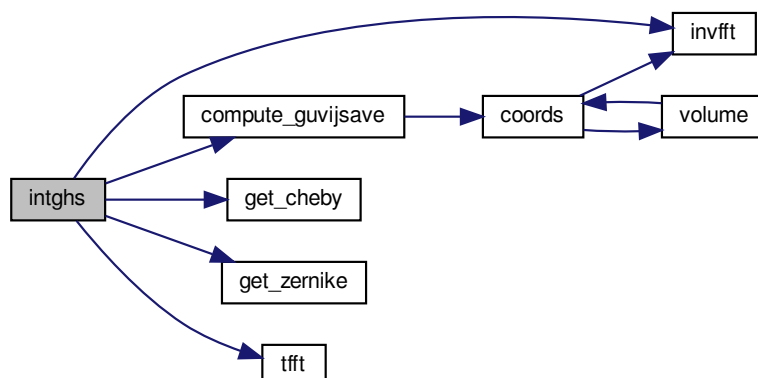 invfft
compute_guvijsave
coords
volume
intghs
get_cheby
get_zernike
tfft